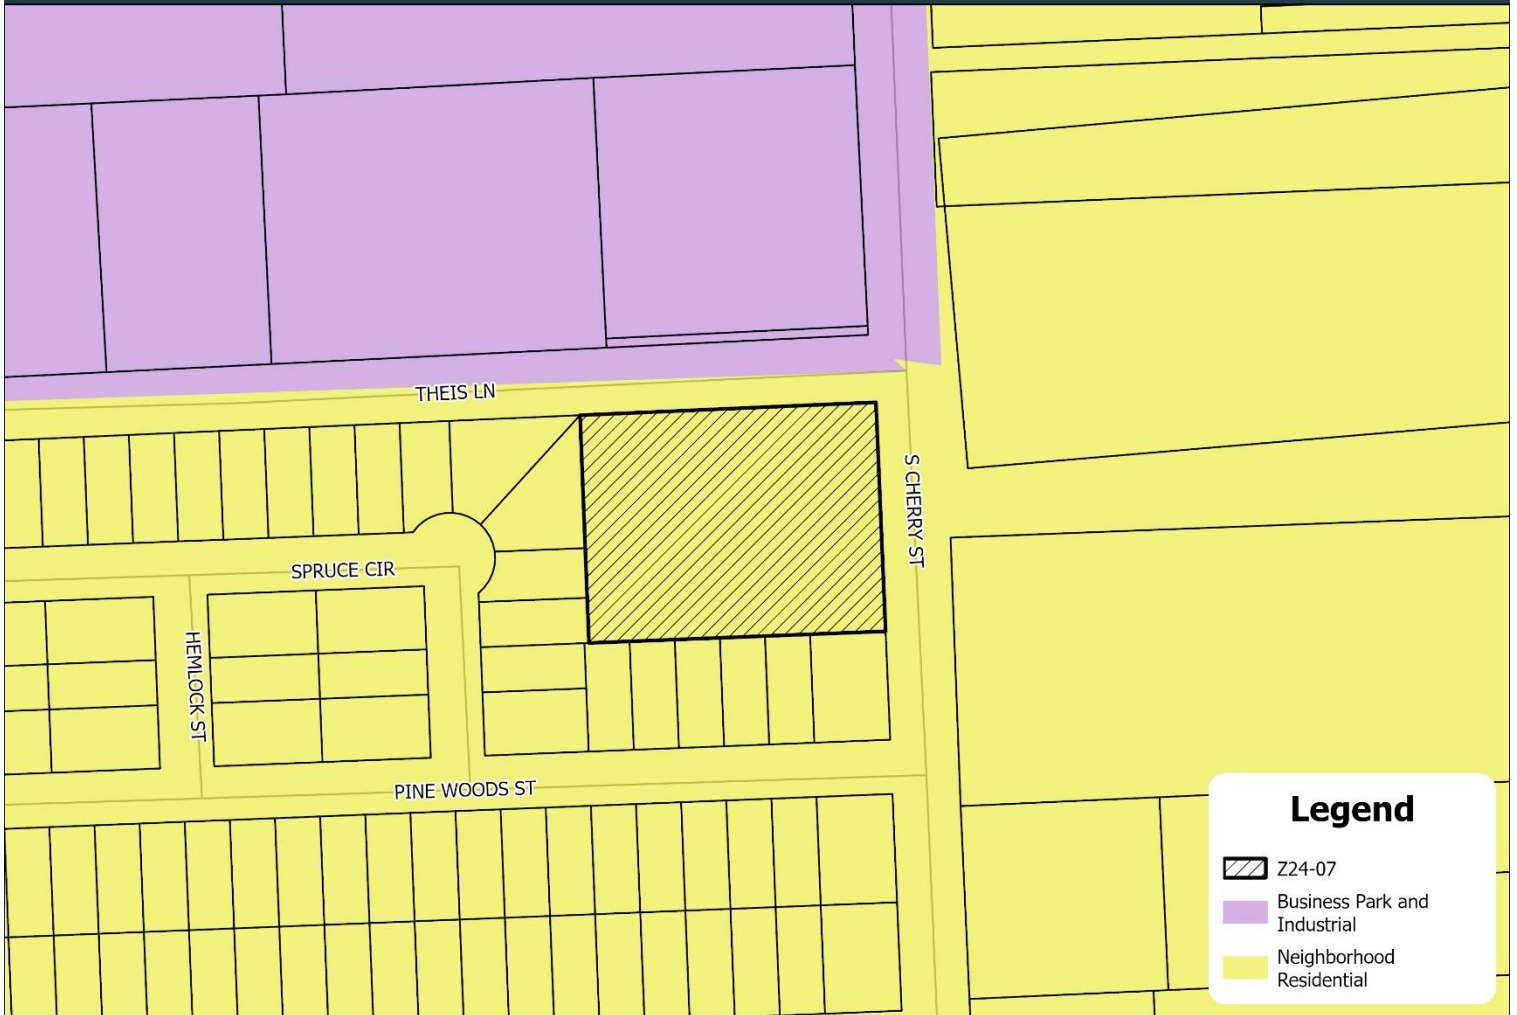 THEIS LN
S CHERRY ST
SPRUCE CIR
HEMLOCK ST
PINE WOODS ST
Legend
Z24-07
Business Park and
Industrial
Neighborhood
Residential